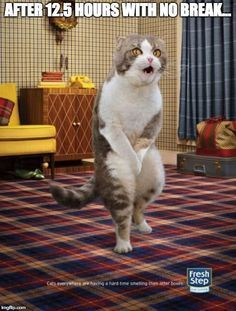 AFTER 12.5 HOURS WITH NO BREAK...
Cats everywhere are having a hard time smelling their litter boxes.
Fresh
Step
imgflip.com